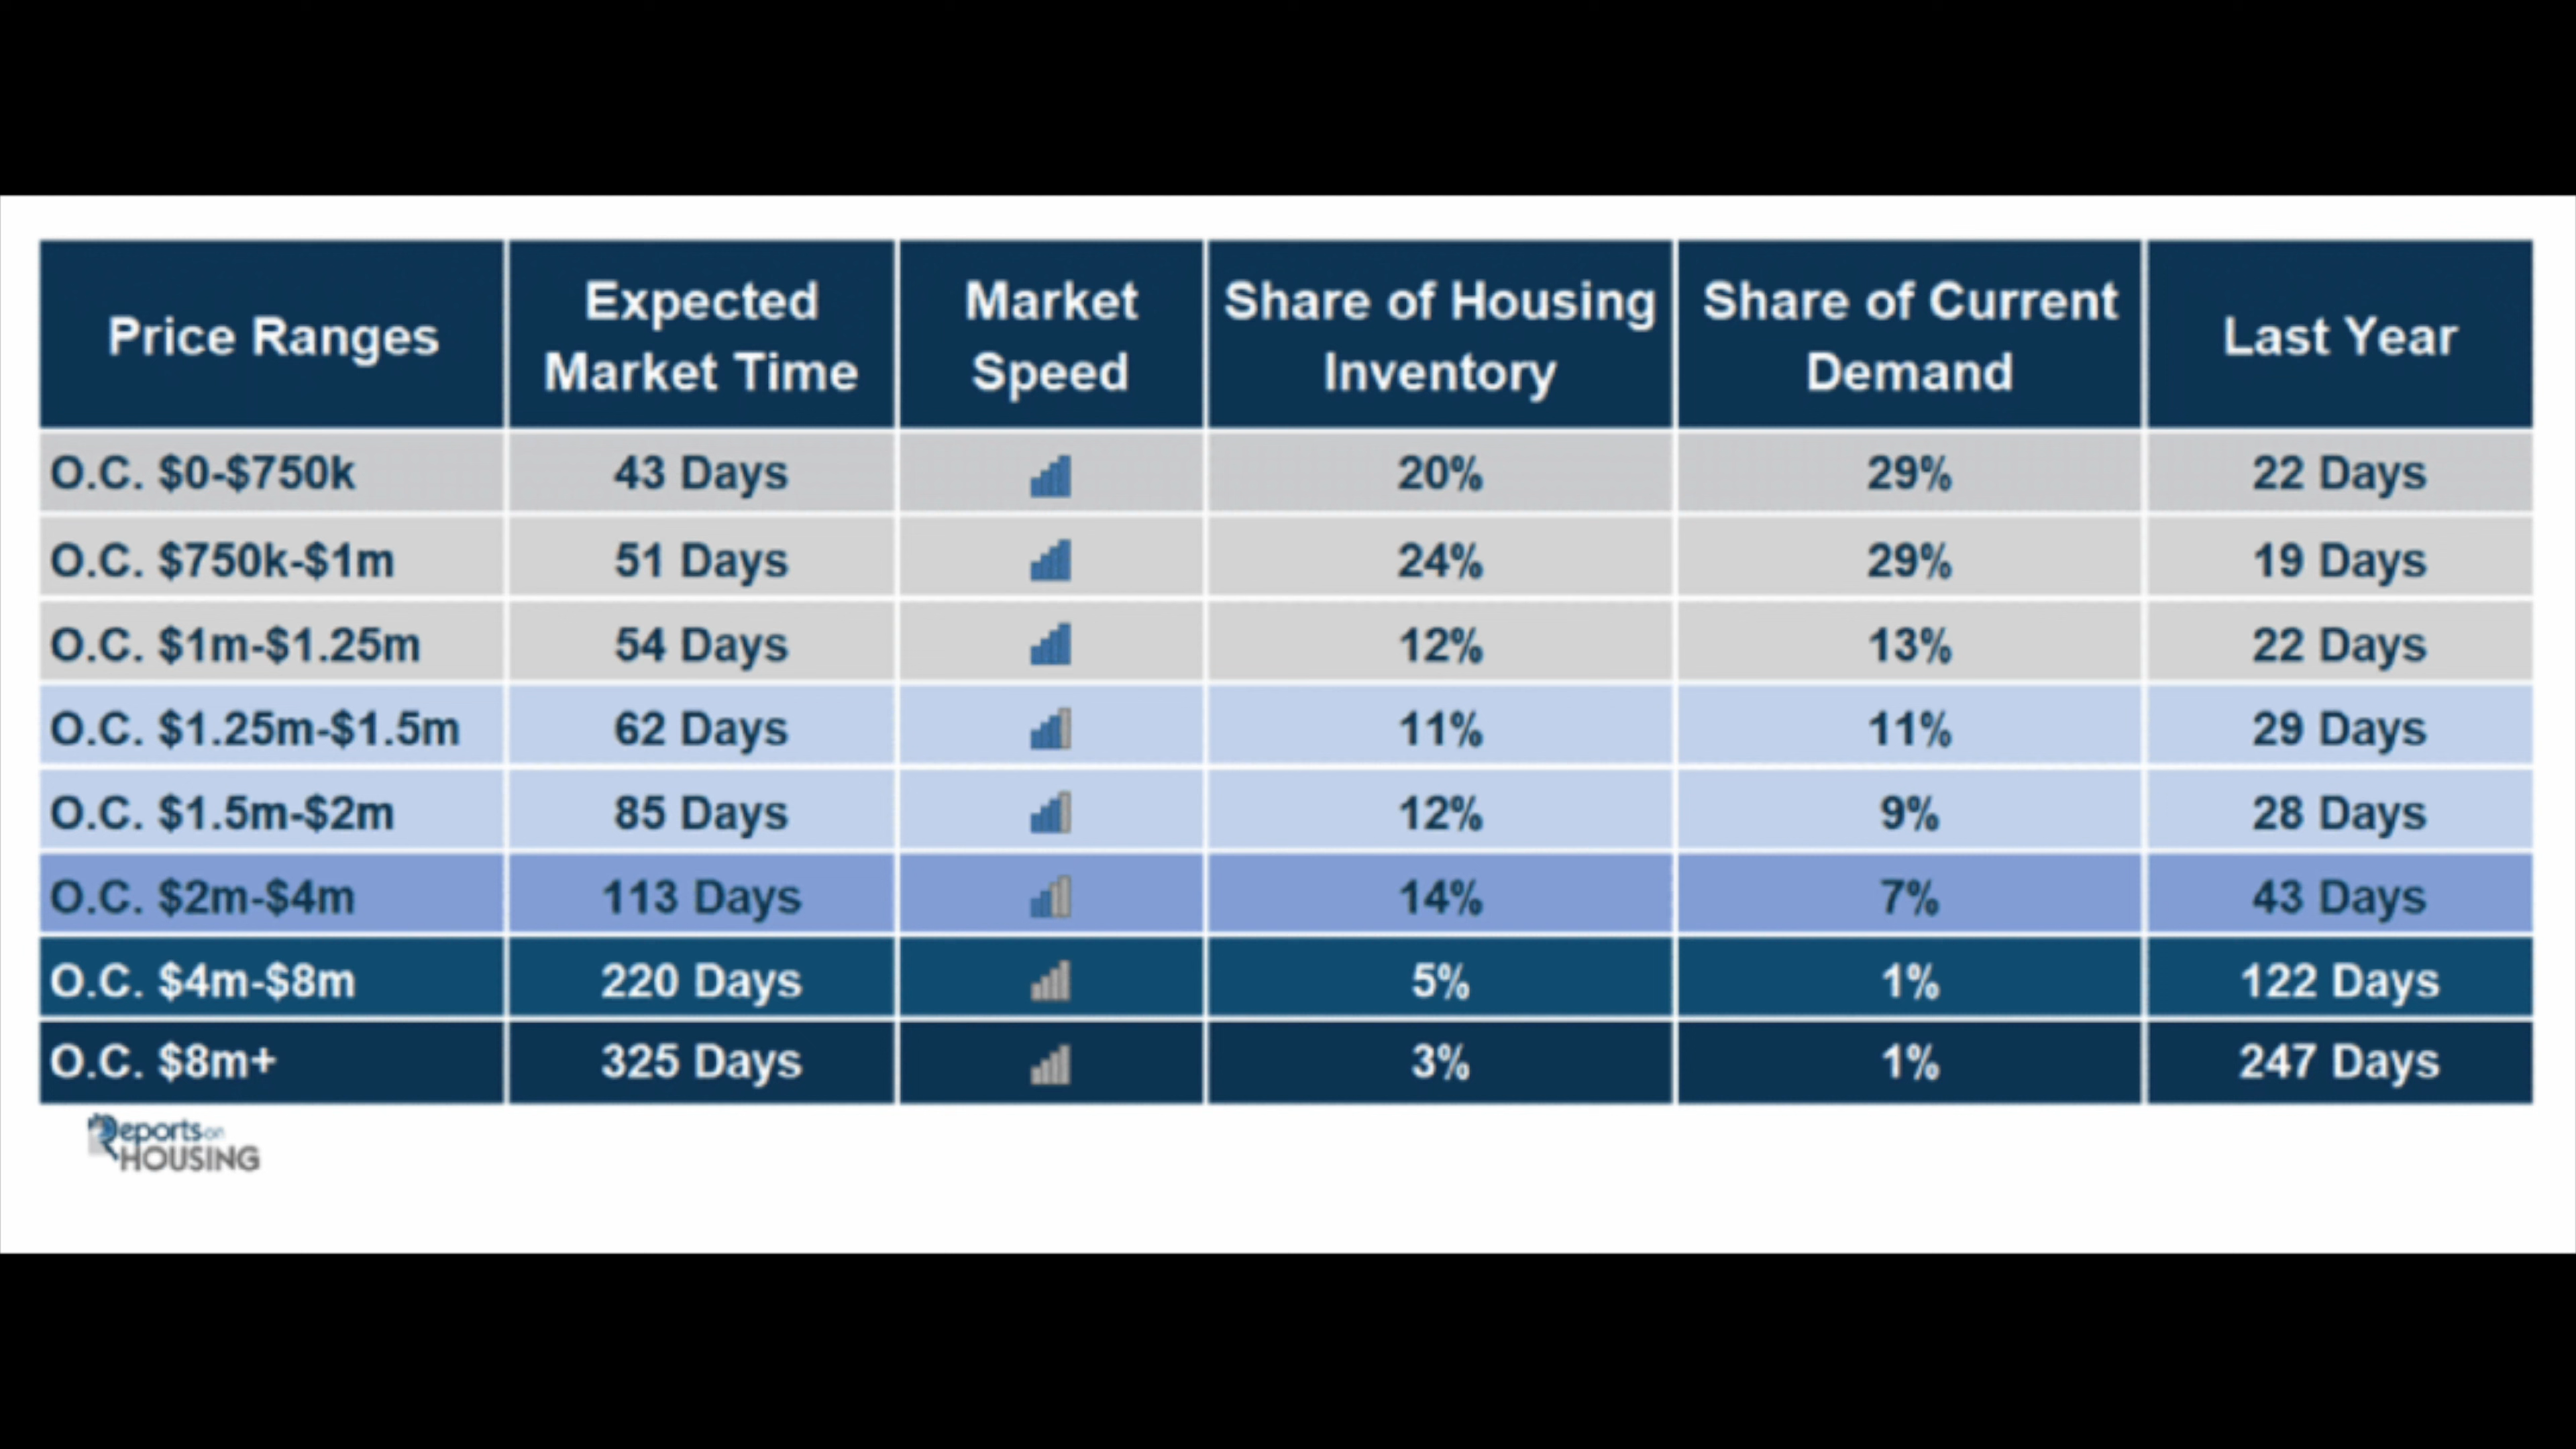 Price Ranges Expected Market Time Market Speed Share of Housing Inventory Share of Current Demand Last Year
O.C. $0-$750k 43 Days 20% 29% 22 Days
O.C. $750k-$1m 51 Days 24% 29% 19 Days
O.C. $1m-$1.25m 54 Days 12% 13% 22 Days
O.C. $1.25m-$1.5m 62 Days 11% 11% 29 Days
O.C. $1.5m-$2m 85 Days 12% 9% 28 Days
O.C. $2m-$4m 113 Days 14% 7% 43 Days
O.C. $4m-$8m 220 Days 5% 1% 122 Days
O.C. $8m+ 325 Days 3% 1% 247 Days
Reports on
HOUSING